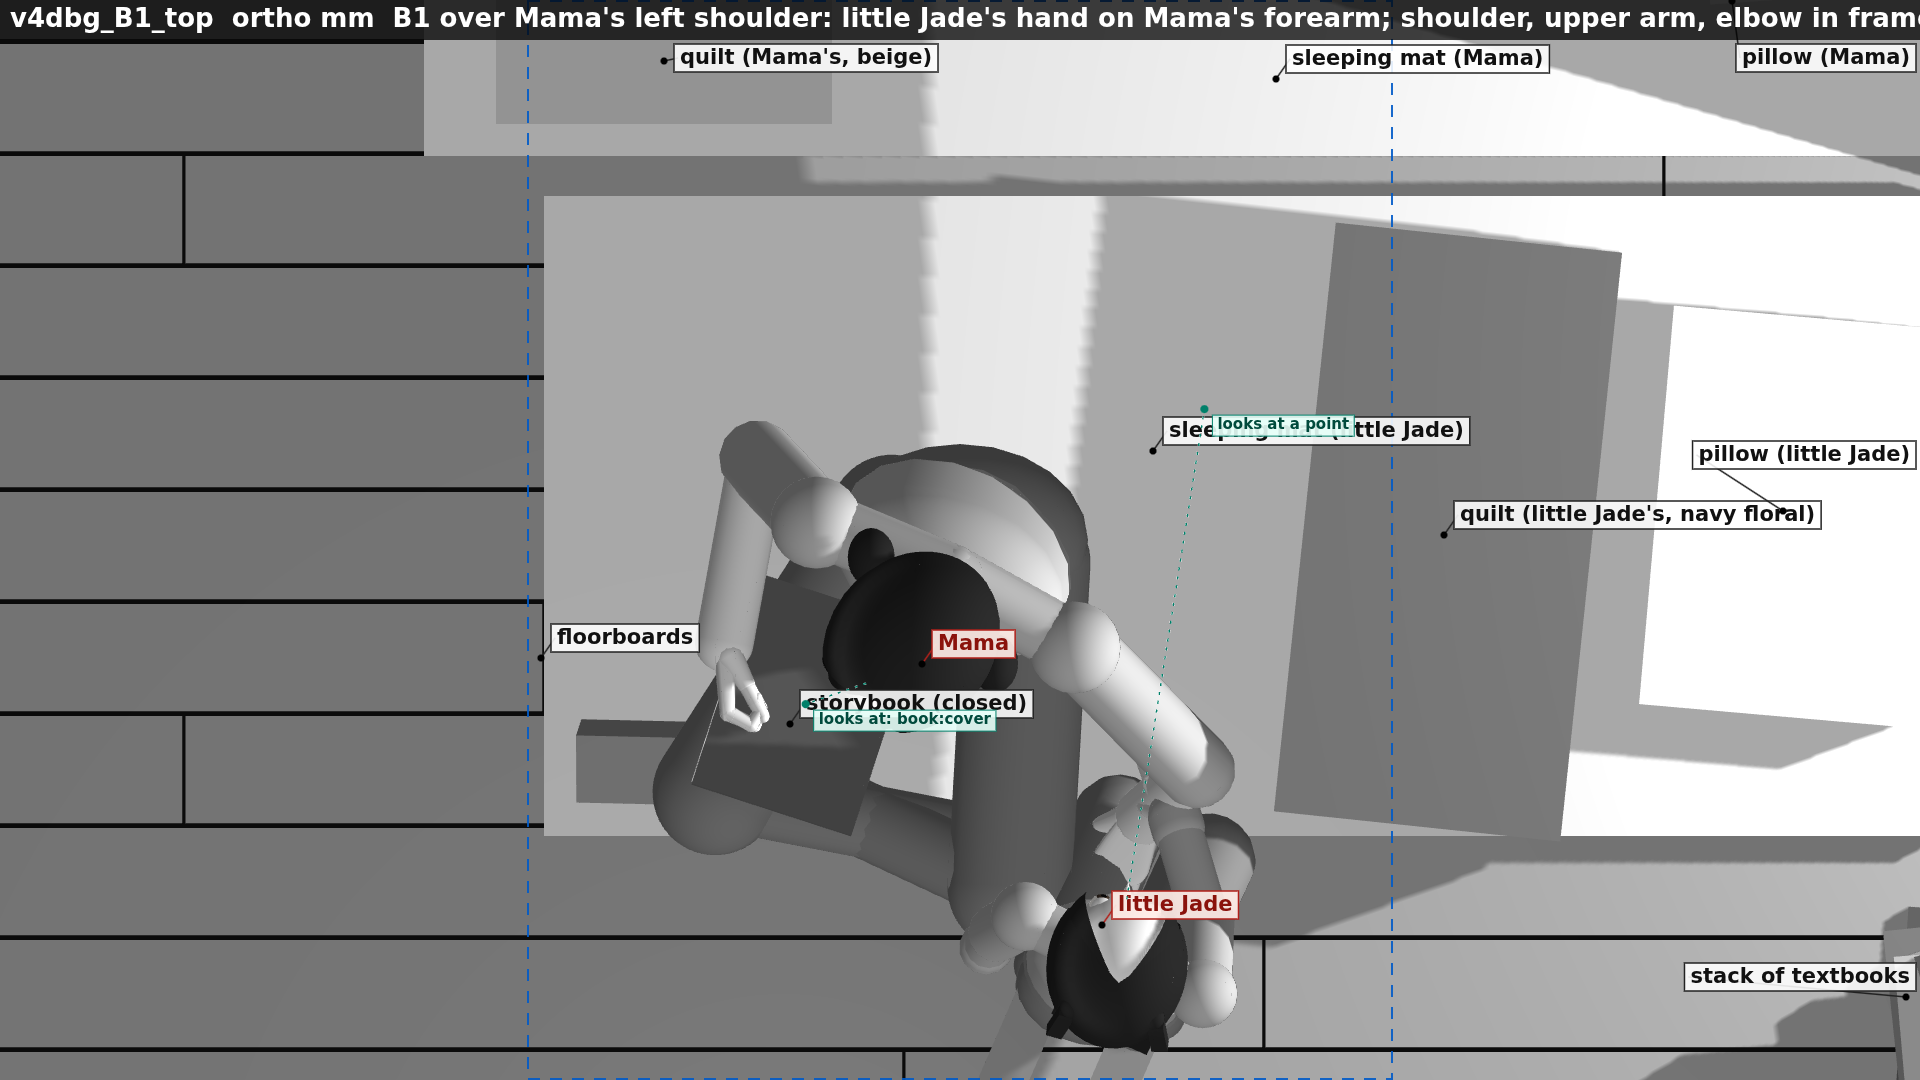 v4dbg_B1_top ortho mm B1 over Mama's left shoulder: little Jade's hand on Mama's forearm; shoulder, upper arm, elbow in
quilt (Mama's, beige)
sleeping mat (Mama)
pillow (Mama)
looks at a point
(little Jade)
pillow (little Jade)
quilt (little Jade's, navy floral)
floorboards
Mama
storybook (closed)
looks at: book:cover
little Jade
stack of textbooks